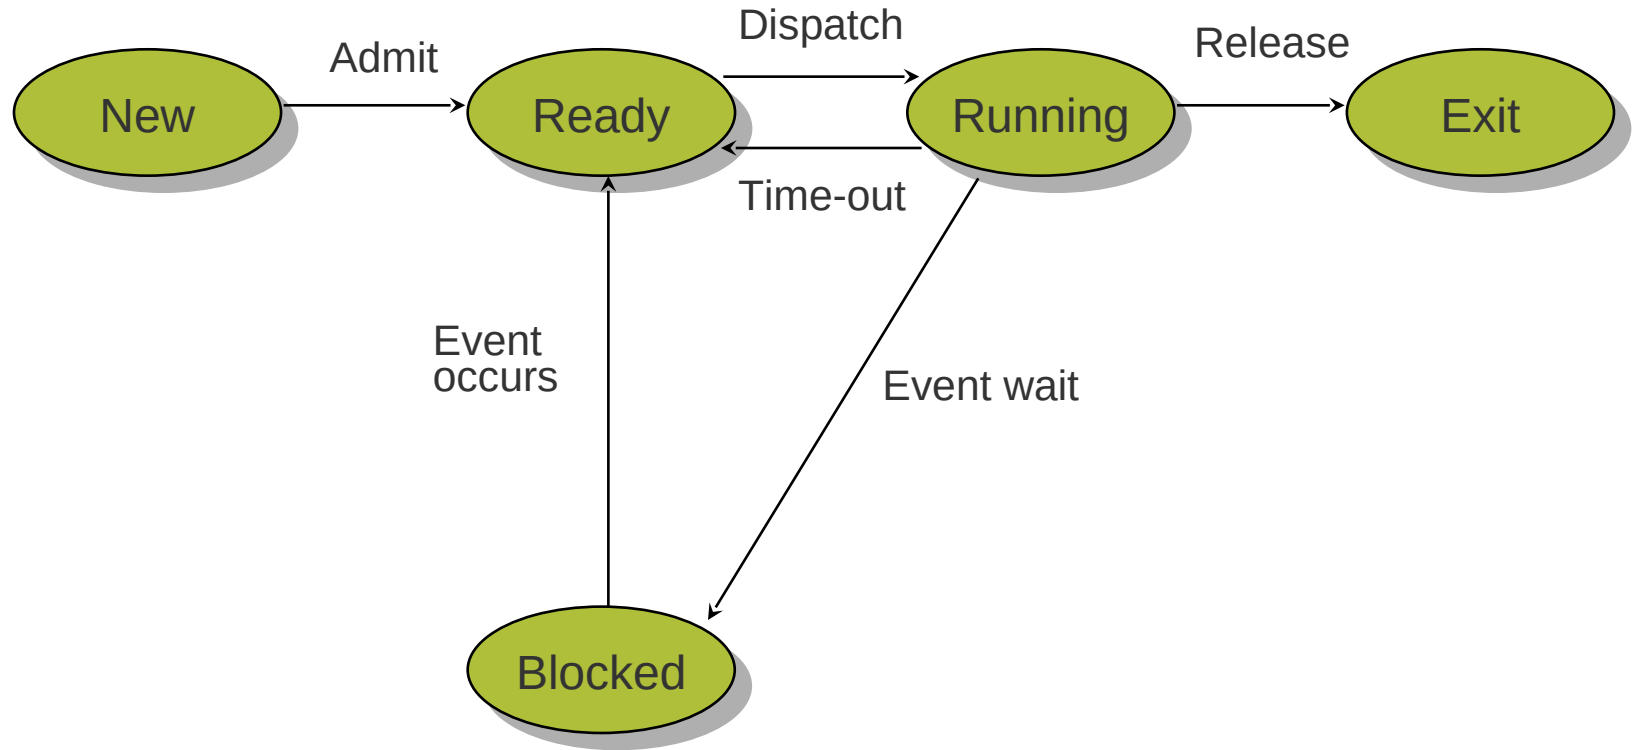 Dispatch
Admit
Release
New
Ready
Running
Exit
Time-out
Event
occurs
Event wait
Blocked